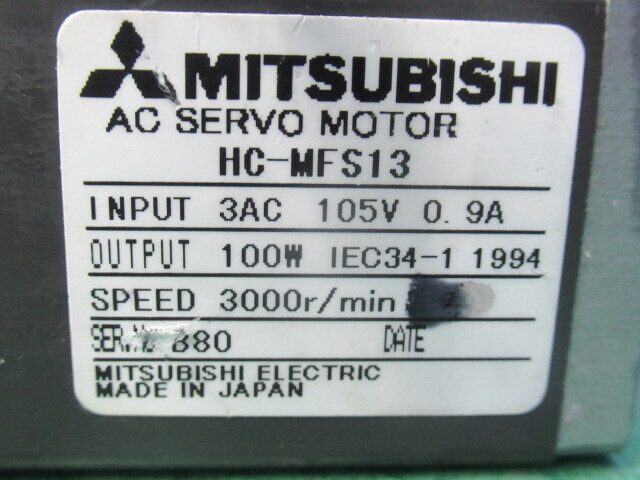 MITSUBISHI
AC SERVO MOTOR
HC-MFS13
INPUT 3AC 105V 0.9A
OUTPUT 100W IEC34-1 1994
SPEED 3000r/min
B80 DATE
MITSUBISHI ELECTRIC
MADE IN JAPAN